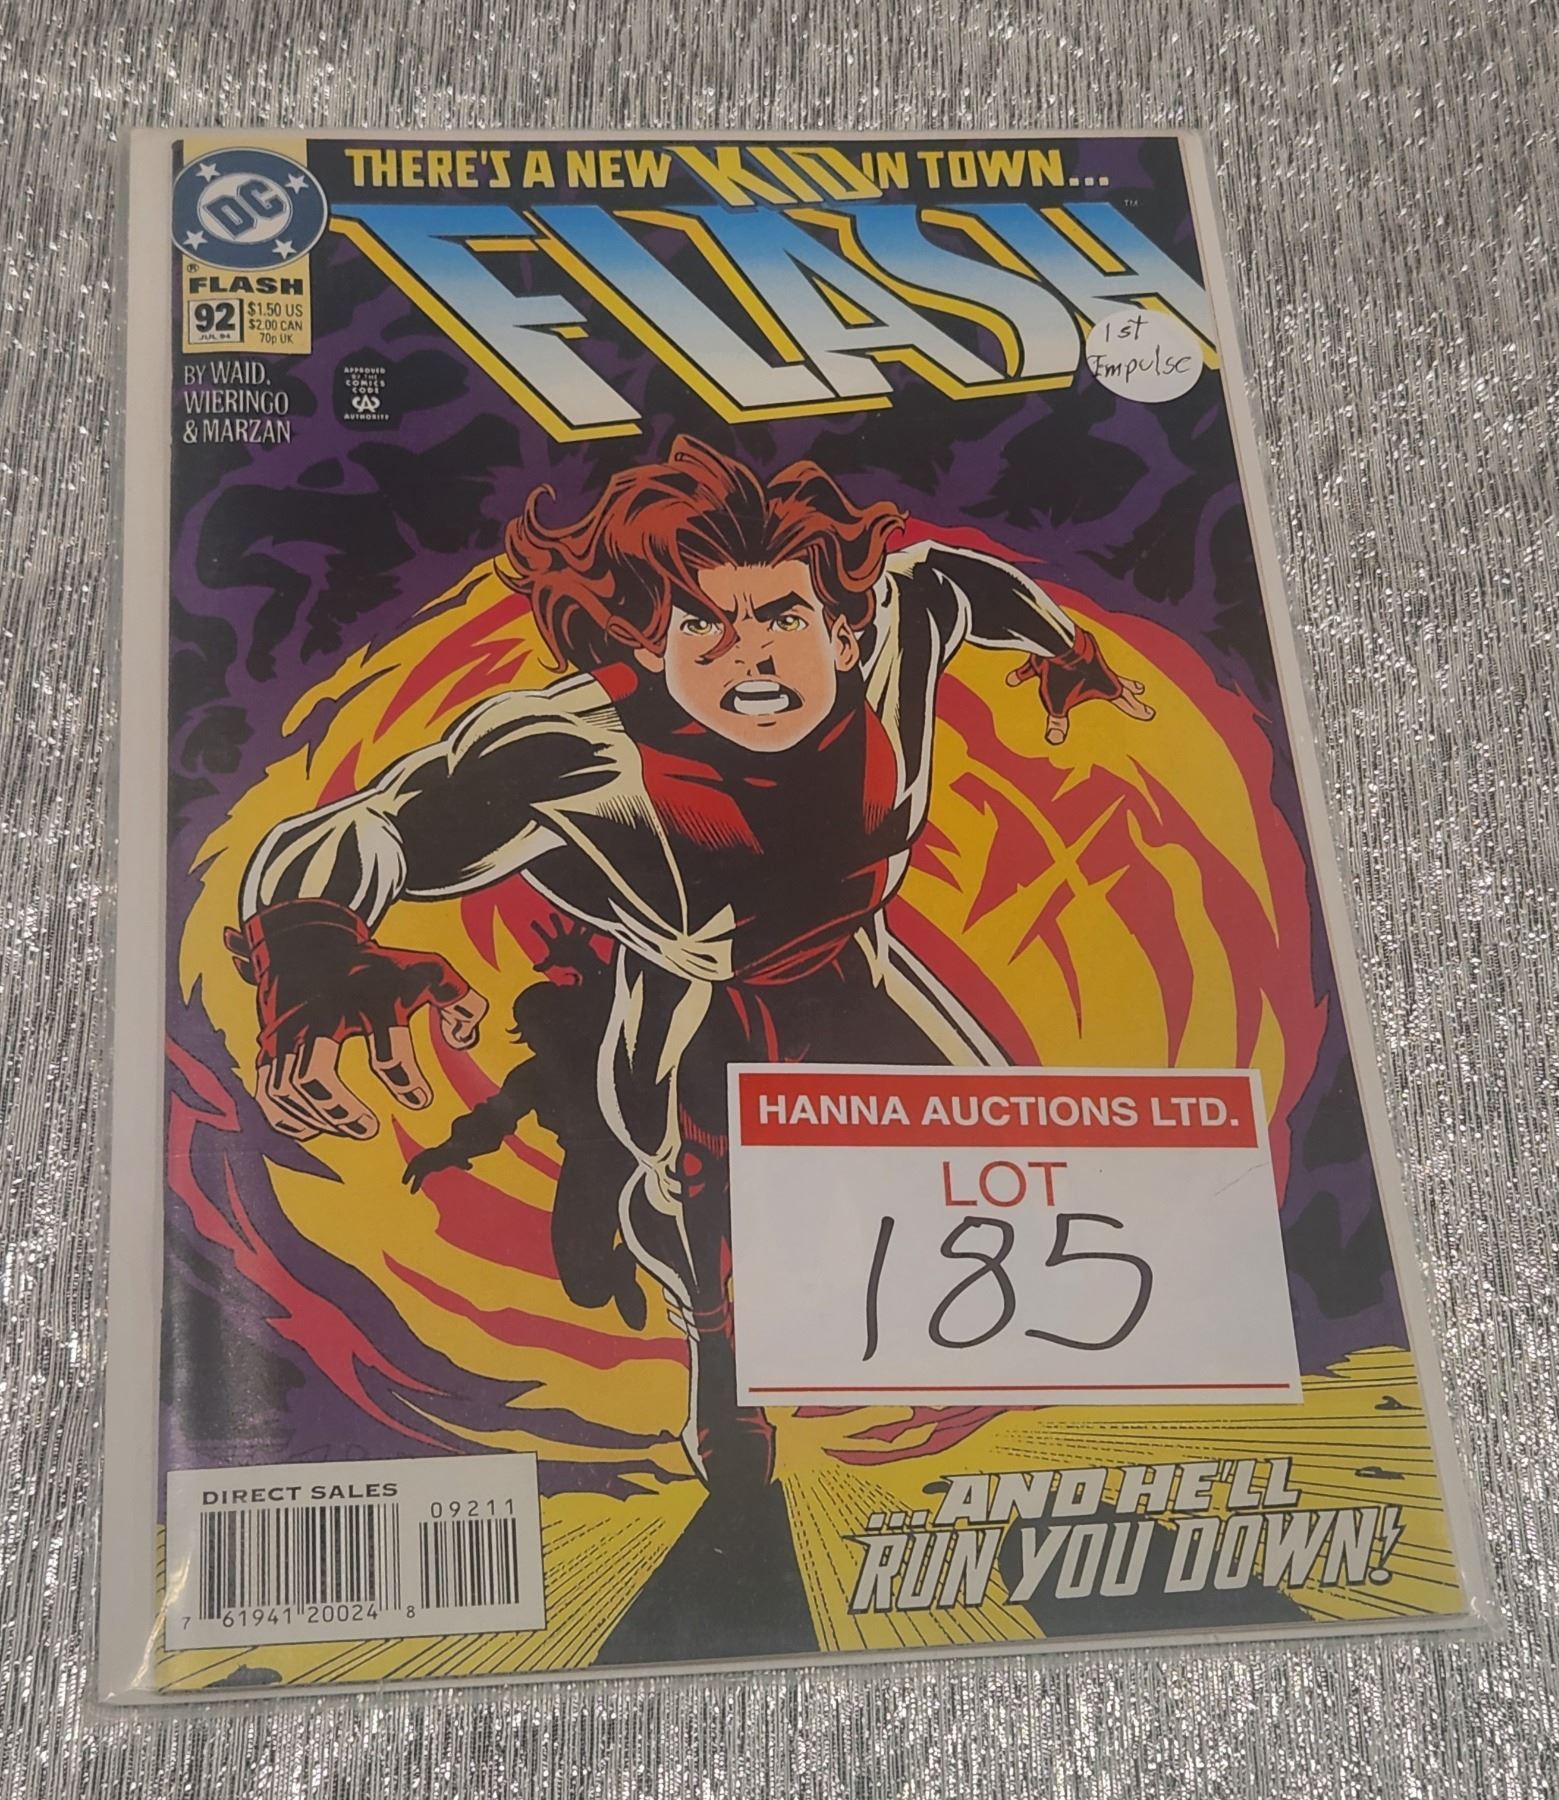 THERE'S A NEW KID IN TOWN...
DC
®
FLASH
92
JUL 94
$1.50 US
$2.00 CAN
70p UK
FLASH™
BY WAID,
WIERINGO
& MARZAN
APPROVED
BY THE
COMICS
CODE
CA
AUTHORITY
1st
Impulse
HANNA AUCTIONS LTD.
LOT
185
DIRECT SALES
09211
7 61941 20024 8
...AND HE'LL
RUN YOU DOWN!